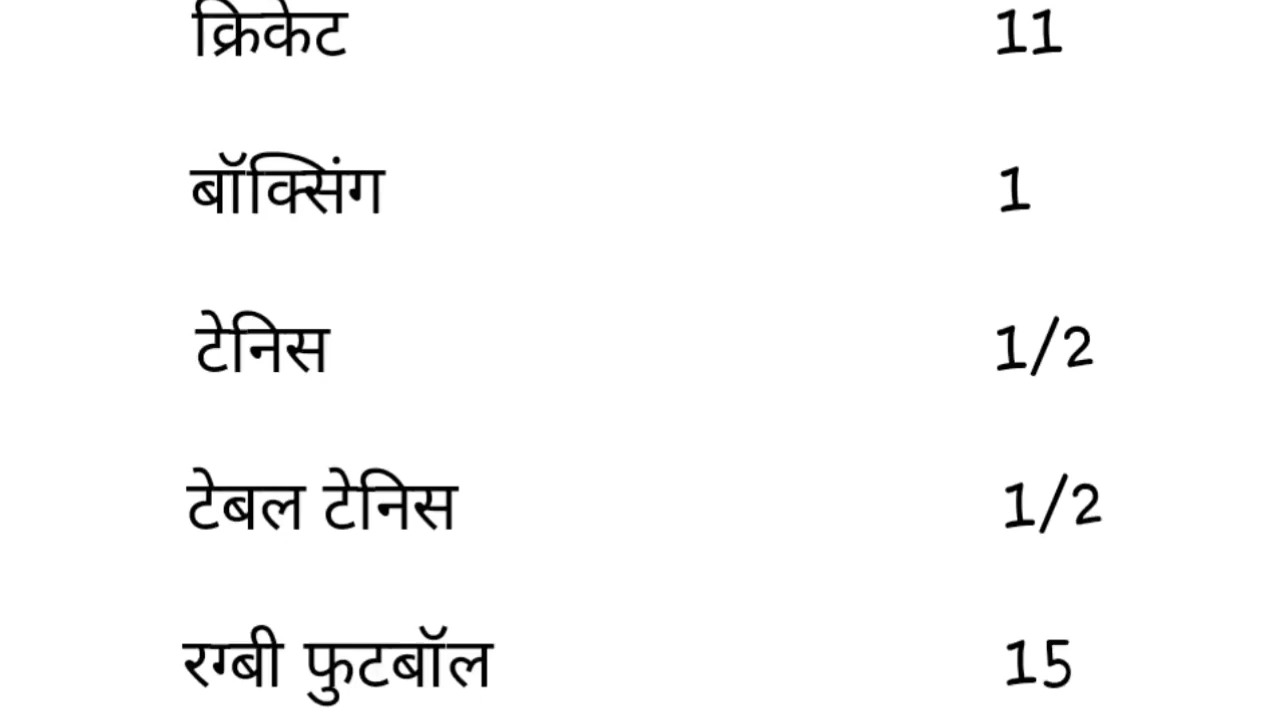 क्रिकेट 11
बॉक्सिंग 1
टेनिस 1/2
टेबल टेनिस 1/2
रग्बी फुटबॉल 15